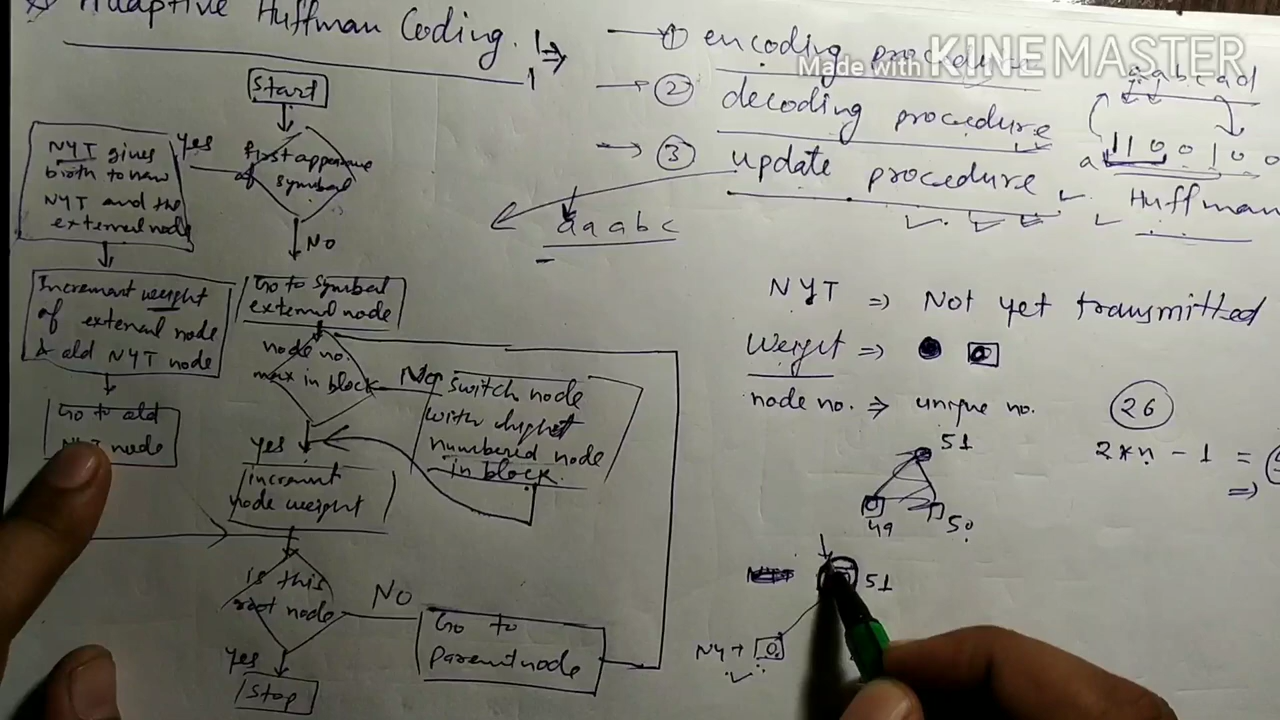 Adaptive Huffman Coding.
Start
first apperance
of
symbol
yes
NYT gives
birth to new
NYT and the
external node
No
Increment weight
of external node
& old NYT node
Go to old
node
Go to symbol
external node
node no.
max in block
No
switch node
with highest
numbered node
in block.
yes
increment
node weight
is this
root node
No
Go to
Parent node
yes
Stop
① encoding
② decoding procedure
③ update procedure
Made with KINEMASTER
aabcad
a 1100100
Huffman
aaabc
NYT ⇒ Not yet transmitted
Weight ⇒
node no. ⇒ unique no.
26
2*n - 1 =
⇒
51
49
50
51
NYT 0